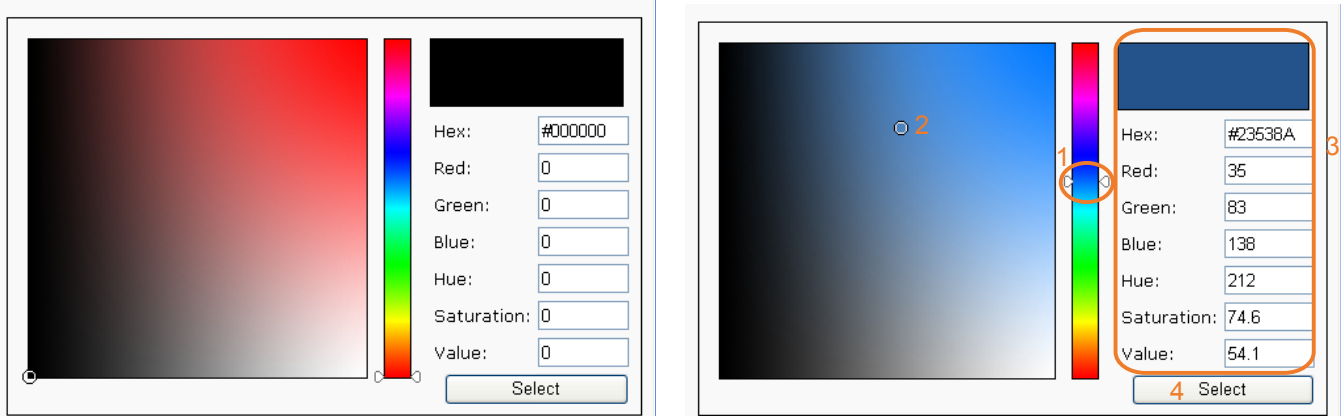 Hex: #000000
Red: 0
Green: 0
Blue: 0
Hue: 0
Saturation: 0
Value: 0
Select
1
2
3
Hex: #23538A
Red: 35
Green: 83
Blue: 138
Hue: 212
Saturation: 74.6
Value: 54.1
4 Select